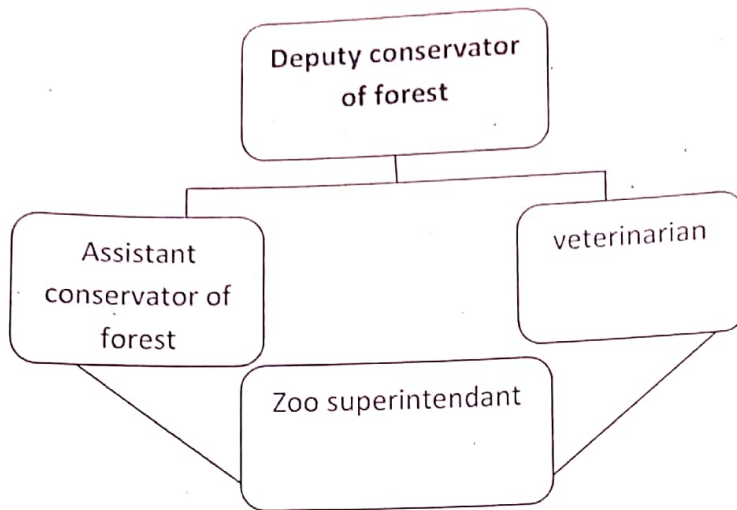 Deputy conservator
of forest
Assistant
conservator of
forest
veterinarian
Zoo superintendant